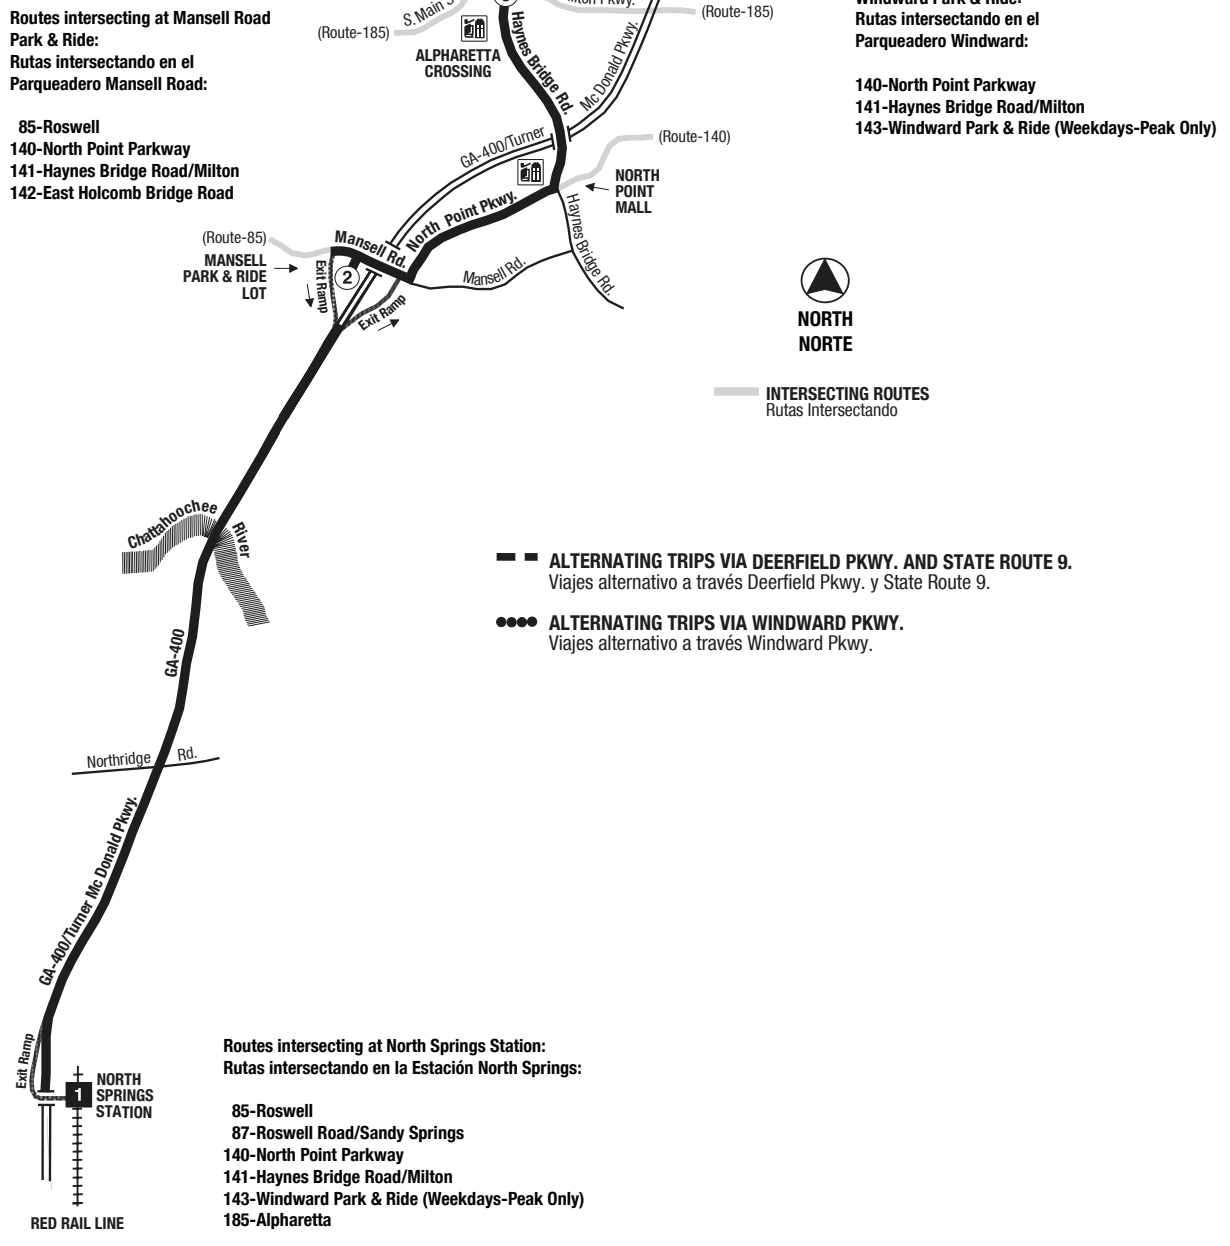 Routes intersecting at Mansell Road
Park & Ride:
Rutas intersectando en el
Parqueadero Mansell Road:
85-Roswell
140-North Point Parkway
141-Haynes Bridge Road/Milton
142-East Holcomb Bridge Road
(Route-185)
S. Main
ALPHARETTA
CROSSING
Haynes Bridge Rd.
Pkwy.
(Route-185)
Mc Donald Pkwy.
Rutas intersectando en el
Parqueadero Windward:
140-North Point Parkway
141-Haynes Bridge Road/Milton
143-Windward Park & Ride (Weekdays-Peak Only)
GA-400/Turner
(Route-140)
NORTH
POINT
MALL
North Point Pkwy.
Haynes Bridge Rd.
(Route-85)
Mansell Rd.
MANSELL
PARK & RIDE
LOT
2
Exit Ramp
Exit Ramp
Mansell Rd.
NORTH
NORTE
INTERSECTING ROUTES
Rutas Intersectando
Chattahoochee
River
ALTERNATING TRIPS VIA DEERFIELD PKWY. AND STATE ROUTE 9.
Viajes alternativo a través Deerfield Pkwy. y State Route 9.
ALTERNATING TRIPS VIA WINDWARD PKWY.
Viajes alternativo a través Windward Pkwy.
GA-400
Northridge Rd.
GA-400/Turner Mc Donald Pkwy.
Exit Ramp
1
NORTH
SPRINGS
STATION
RED RAIL LINE
Routes intersecting at North Springs Station:
Rutas intersectando en la Estación North Springs:
85-Roswell
87-Roswell Road/Sandy Springs
140-North Point Parkway
141-Haynes Bridge Road/Milton
143-Windward Park & Ride (Weekdays-Peak Only)
185-Alpharetta